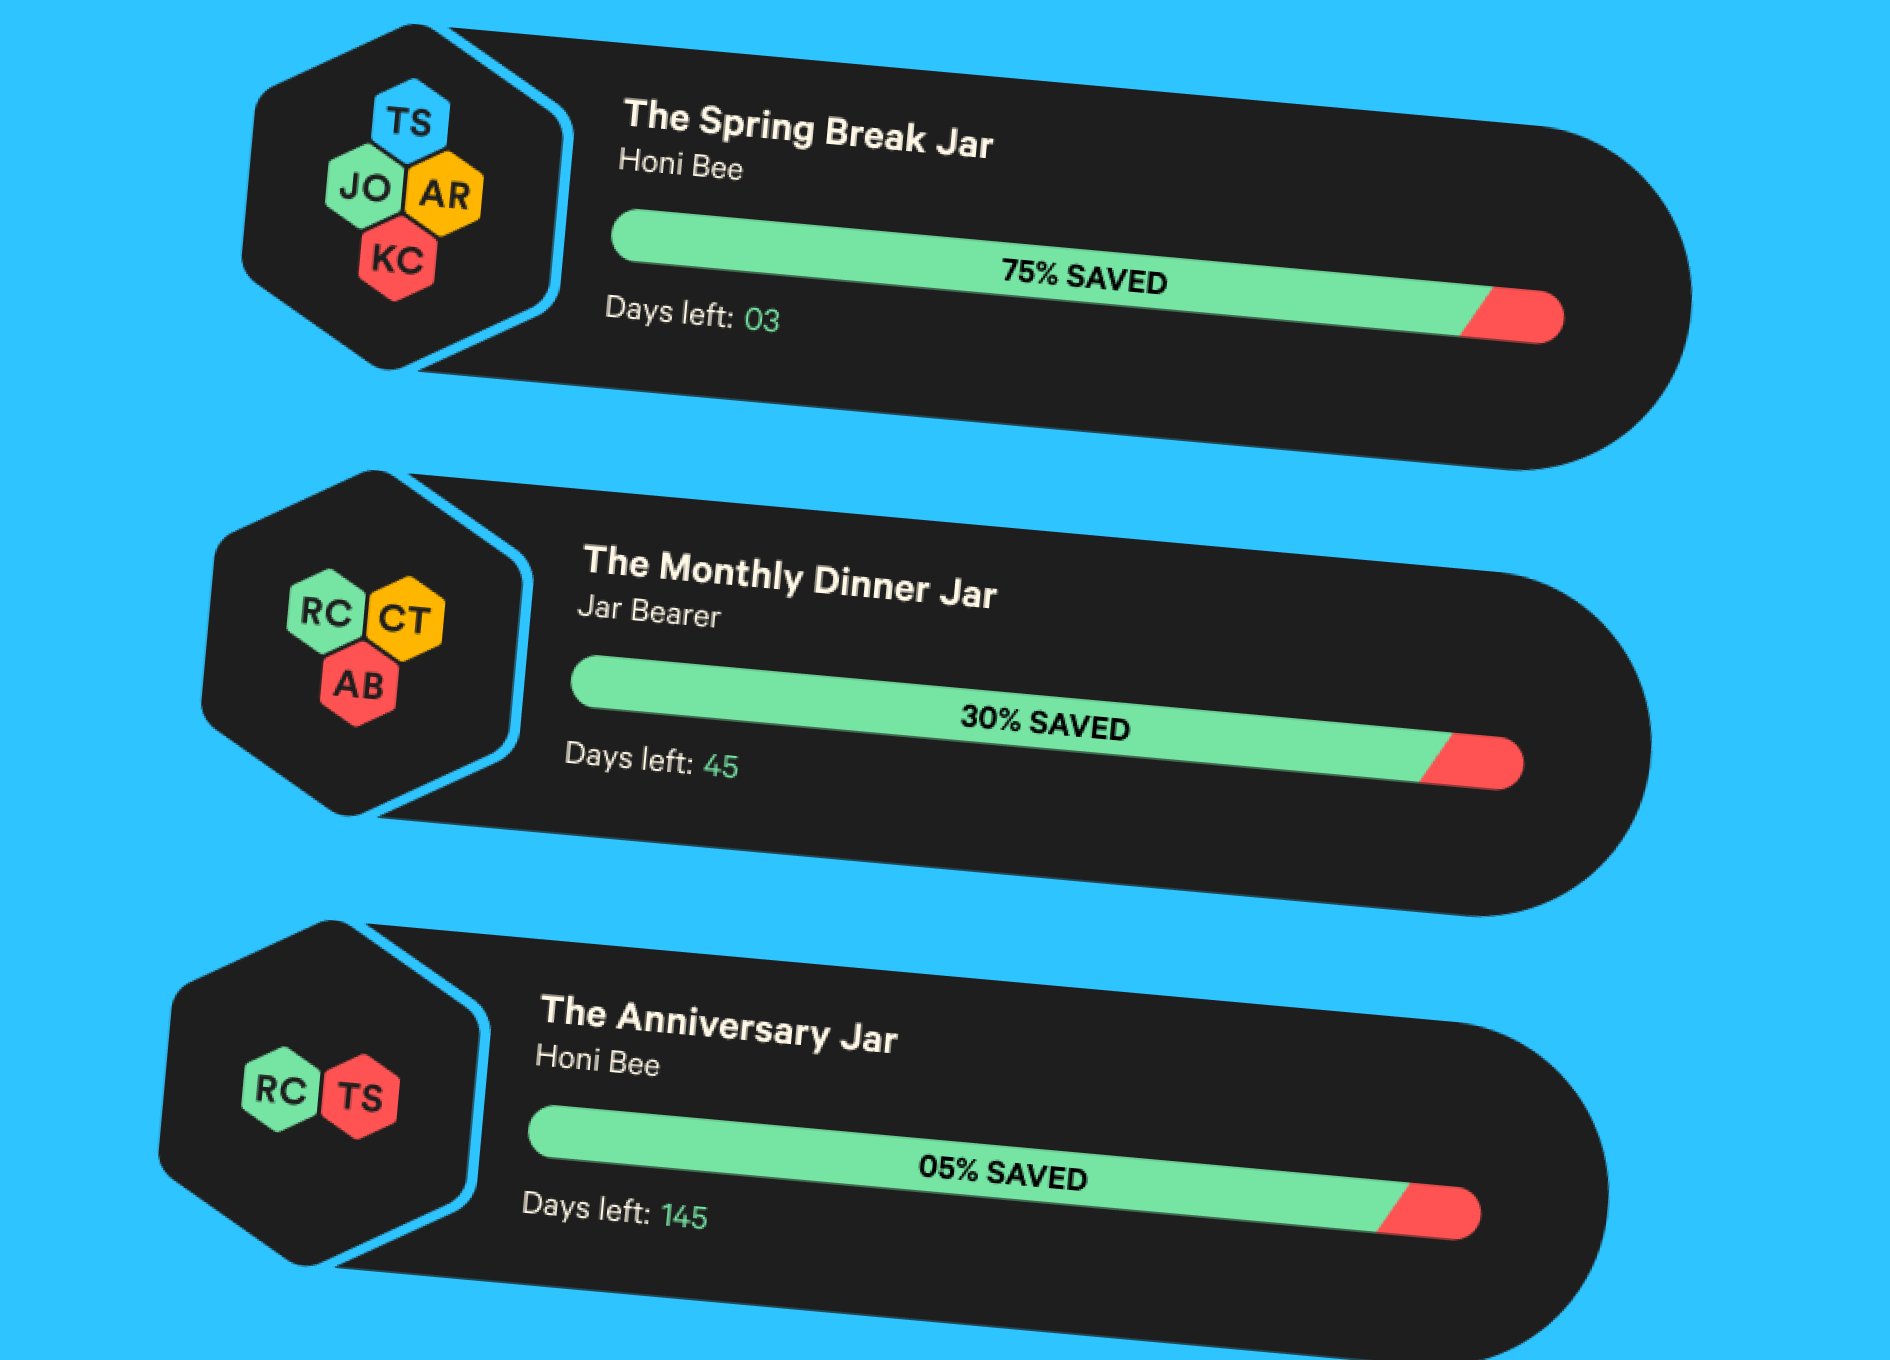 TS
JO AR
KC
The Spring Break Jar
Honi Bee
75% SAVED
Days left: 03
RC CT
AB
The Monthly Dinner Jar
Jar Bearer
30% SAVED
Days left: 45
RC TS
The Anniversary Jar
Honi Bee
05% SAVED
Days left: 145